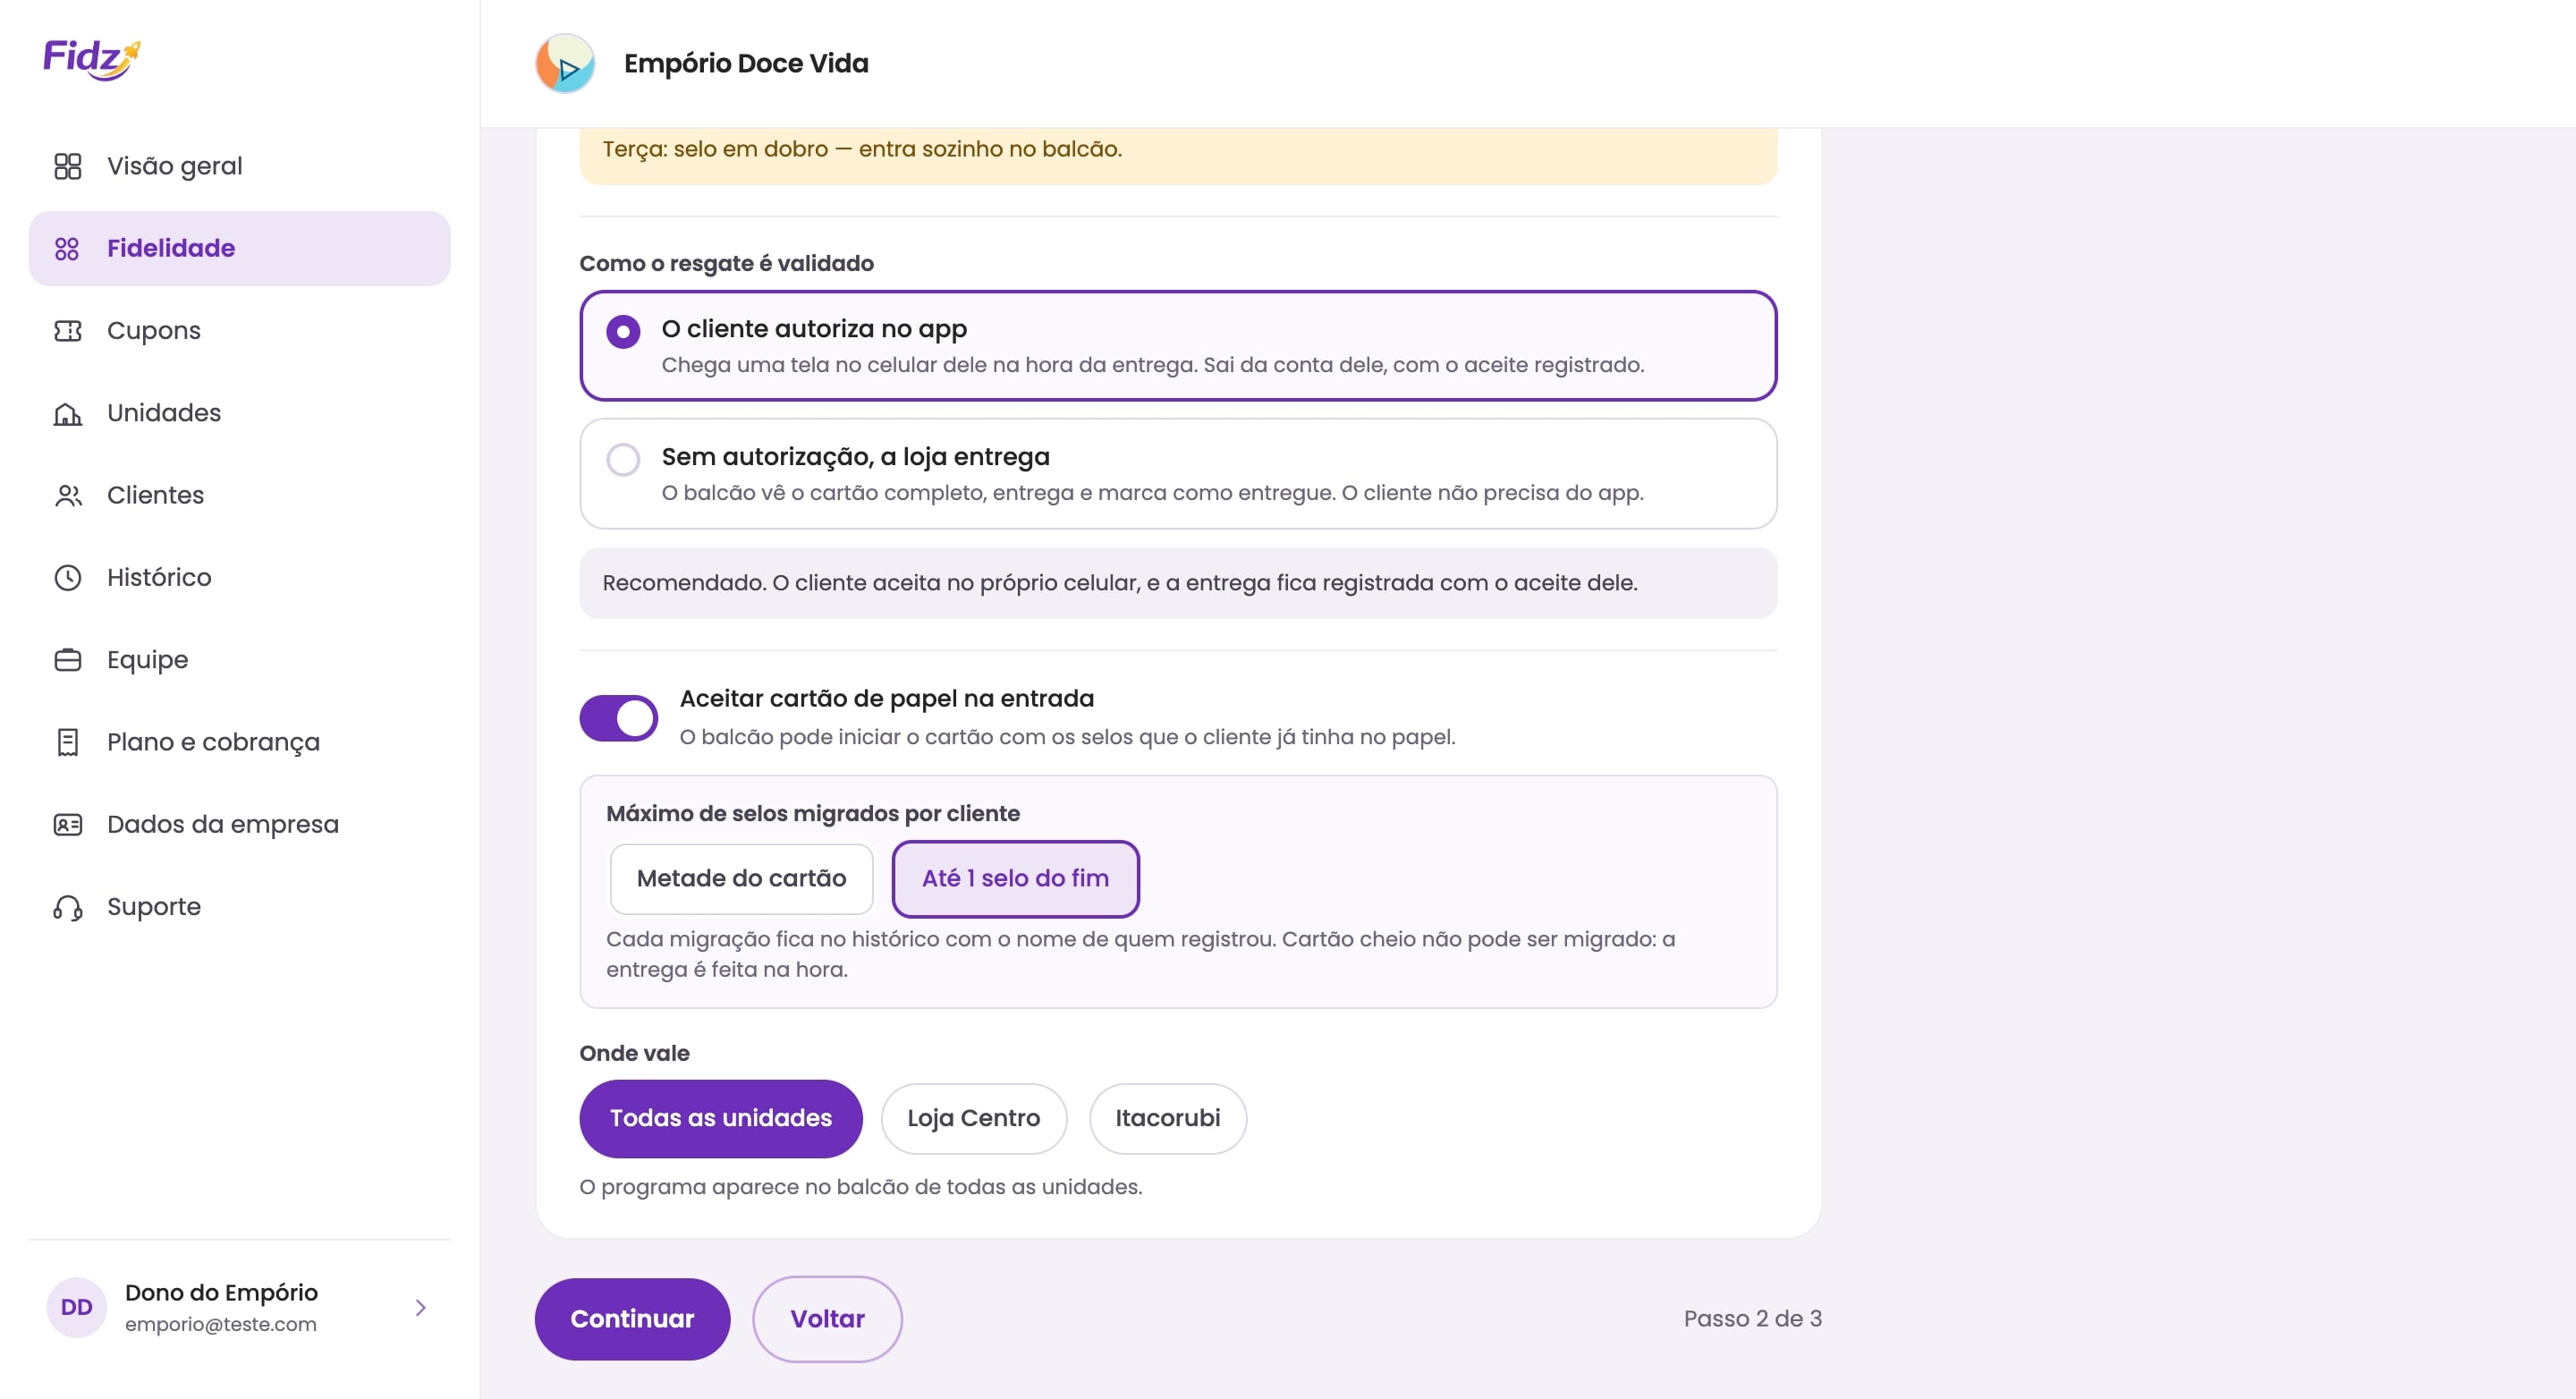 Fidz
Visão geral
Fidelidade
Cupons
Unidades
Clientes
Histórico
Equipe
Plano e cobrança
Dados da empresa
Suporte
DD
Dono do Empório
emporio@teste.com
Empório Doce Vida
Terça: selo em dobro — entra sozinho no balcão.
Como o resgate é validado
O cliente autoriza no app
Chega uma tela no celular dele na hora da entrega. Sai da conta dele, com o aceite registrado.
Sem autorização, a loja entrega
O balcão vê o cartão completo, entrega e marca como entregue. O cliente não precisa do app.
Recomendado. O cliente aceita no próprio celular, e a entrega fica registrada com o aceite dele.
Aceitar cartão de papel na entrada
O balcão pode iniciar o cartão com os selos que o cliente já tinha no papel.
Máximo de selos migrados por cliente
Metade do cartão
Até 1 selo do fim
Cada migração fica no histórico com o nome de quem registrou. Cartão cheio não pode ser migrado: a
entrega é feita na hora.
Onde vale
Todas as unidades
Loja Centro
Itacorubi
O programa aparece no balcão de todas as unidades.
Continuar
Voltar
Passo 2 de 3